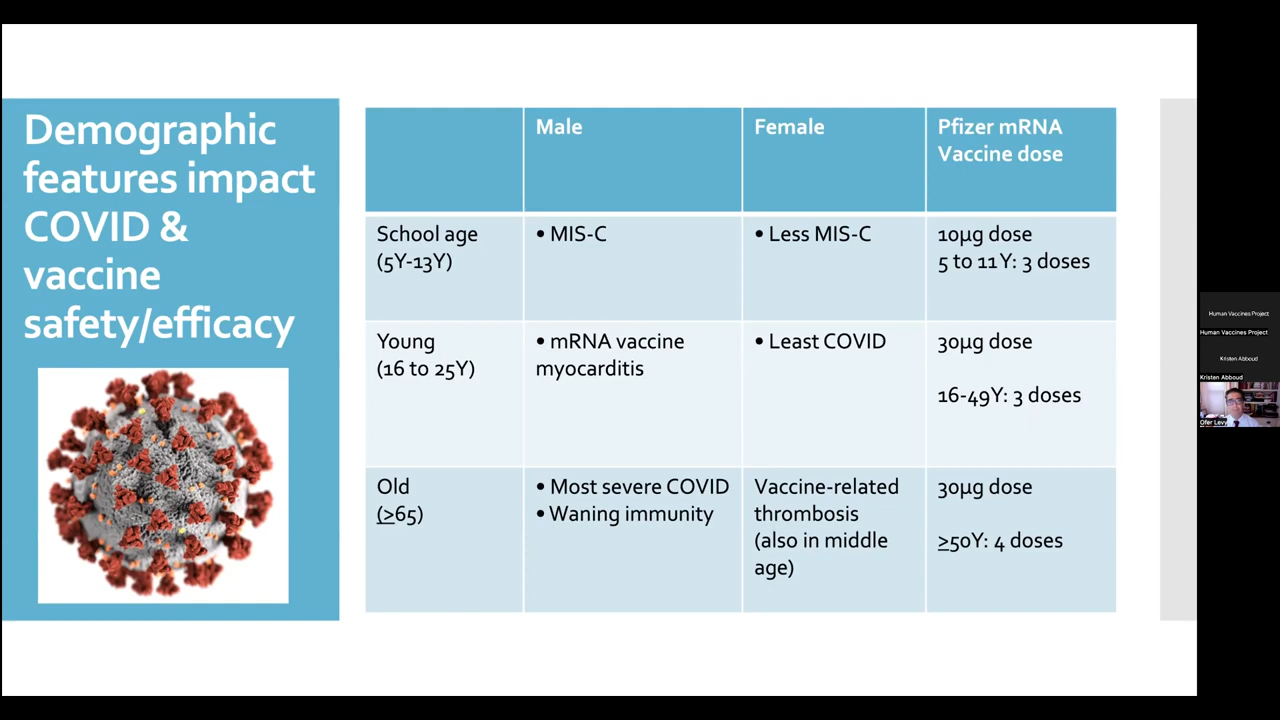 Demographic
features impact
COVID &
vaccine
safety/efficacy
Male
Female
Pfizer mRNA
Vaccine dose
School age
(5Y-13Y)
• MIS-C
• Less MIS-C
10µg dose
5 to 11Y: 3 doses
Young
(16 to 25Y)
• mRNA vaccine
myocarditis
• Least COVID
30µg dose
16-49Y: 3 doses
Old
(≥65)
• Most severe COVID
• Waning immunity
Vaccine-related
thrombosis
(also in middle
age)
30µg dose
≥50Y: 4 doses
Human Vaccines Project
Human Vaccines Project
Kristen Abboud
Kristen Abboud
Ofer Levy